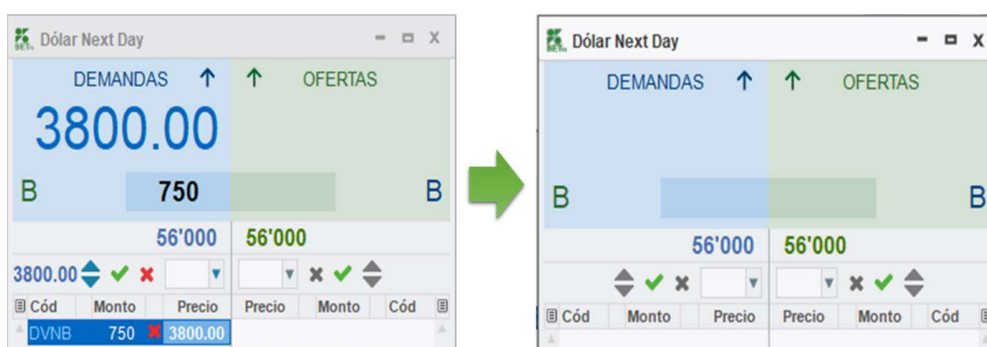 Dólar Next Day
DEMANDAS OFERTAS
3800.00
B 750 B
56'000 56'000
3800.00
Cód Monto Precio Precio Monto Cód
DVNB 750 3800.00
Dólar Next Day
DEMANDAS OFERTAS
B B
56'000 56'000
Cód Monto Precio Precio Monto Cód